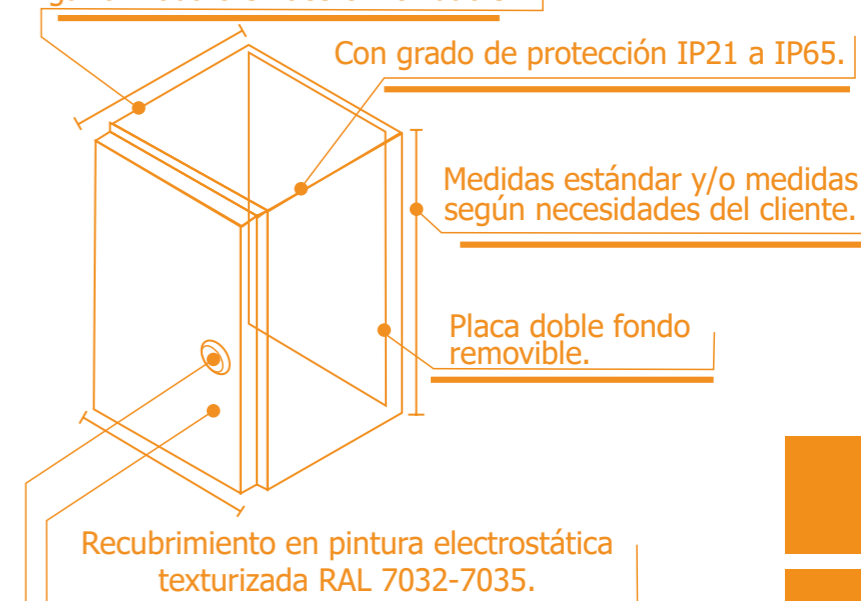 Con grado de protección IP21 a IP65.
Medidas estándar y/o medidas
según necesidades del cliente.
Placa doble fondo
removible.
Recubrimiento en pintura electrostática
texturizada RAL 7032-7035.